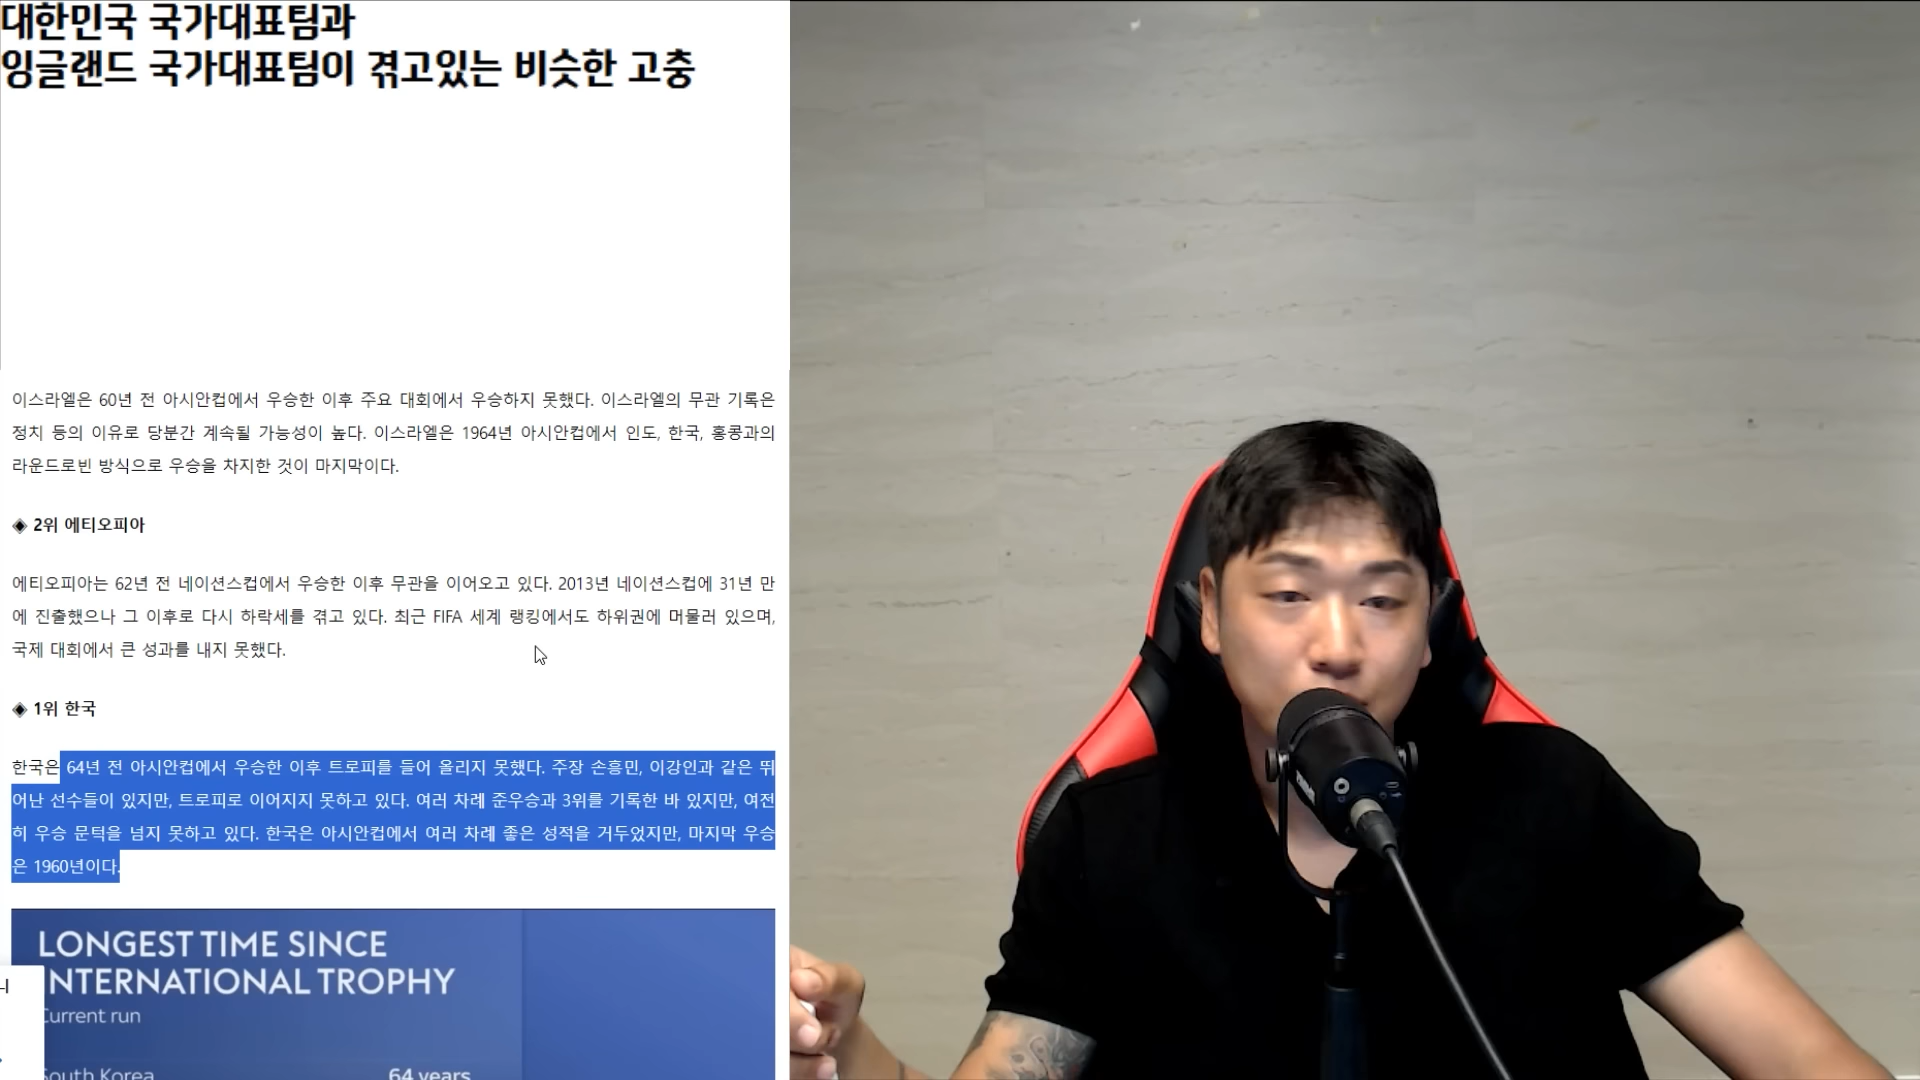 대한민국 국가대표팀과
잉글랜드 국가대표팀이 겪고있는 비슷한 고충
이스라엘은 60년 전 아시안컵에서 우승한 이후 주요 대회에서 우승하지 못했다. 이스라엘의 무관 기록은
정치 등의 이유로 당분간 계속될 가능성이 높다. 이스라엘은 1964년 아시안컵에서 인도, 한국, 홍콩과의
라운드로빈 방식으로 우승을 차지한 것이 마지막이다.
◈ 2위 에티오피아
에티오피아는 62년 전 네이션스컵에서 우승한 이후 무관을 이어오고 있다. 2013년 네이션스컵에 31년 만
에 진출했으나 그 이후로 다시 하락세를 겪고 있다. 최근 FIFA 세계 랭킹에서도 하위권에 머물러 있으며,
국제 대회에서 큰 성과를 내지 못했다.
◈ 1위 한국
한국은 64년 전 아시안컵에서 우승한 이후 트로피를 들어 올리지 못했다. 주장 손흥민, 이강인과 같은 뛰
어난 선수들이 있지만, 트로피로 이어지지 못하고 있다. 여러 차례 준우승과 3위를 기록한 바 있지만, 여전
히 우승 문턱을 넘지 못하고 있다. 한국은 아시안컵에서 여러 차례 좋은 성적을 거두었지만, 마지막 우승
은 1960년이다.
LONGEST TIME SINCE
INTERNATIONAL TROPHY
Current run
South Korea 64 years